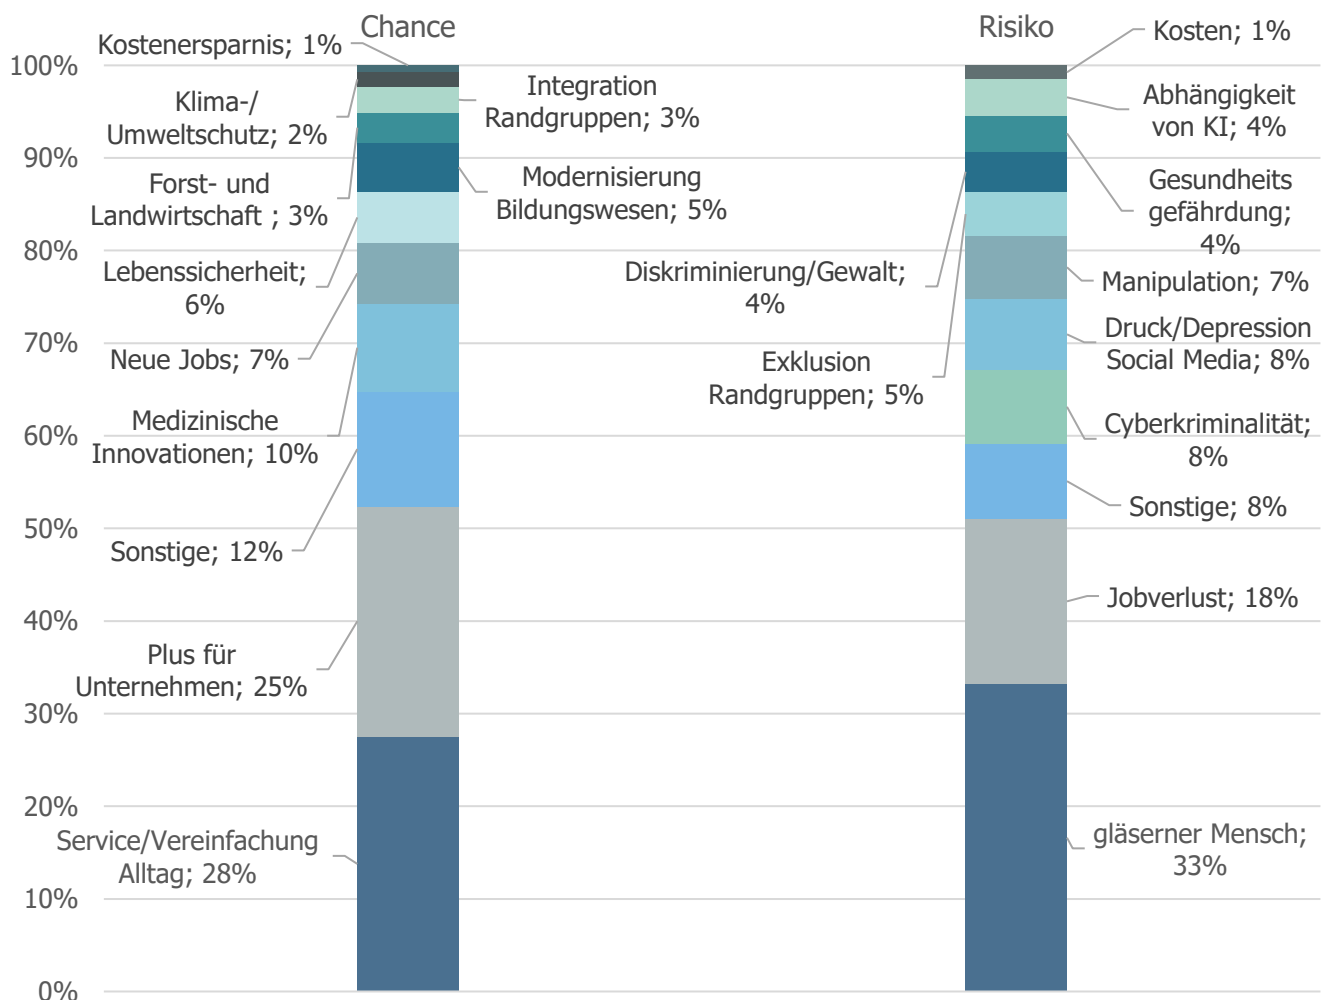 Chance
Risiko
Kostenersparnis; 1%
Klima-/
Umweltschutz; 2%
Integration
Randgruppen; 3%
Forst- und
Landwirtschaft ; 3%
Modernisierung
Bildungswesen; 5%
Lebenssicherheit;
6%
Neue Jobs; 7%
Medizinische
Innovationen; 10%
Sonstige; 12%
Plus für
Unternehmen; 25%
Service/Vereinfachung
Alltag; 28%
Kosten; 1%
Abhängigkeit
von KI; 4%
Gesundheits
gefährdung;
4%
Diskriminierung/Gewalt;
4%
Exklusion
Randgruppen; 5%
Manipulation; 7%
Druck/Depression
Social Media; 8%
Cyberkriminalität;
8%
Sonstige; 8%
Jobverlust; 18%
gläserner Mensch;
33%
100%
90%
80%
70%
60%
50%
40%
30%
20%
10%
0%